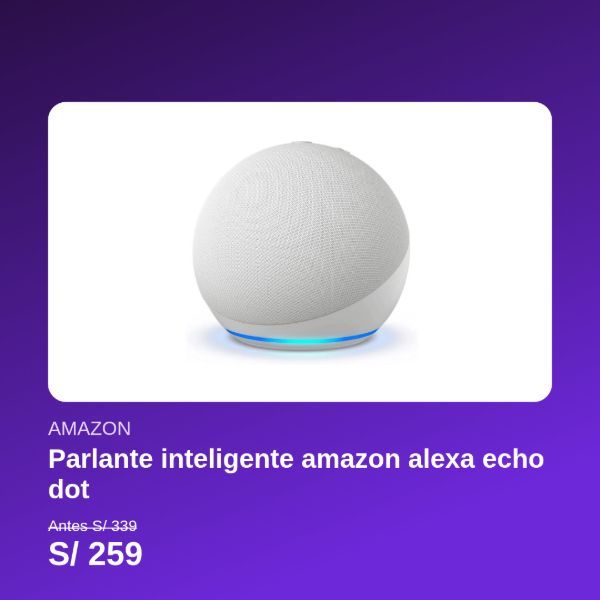 AMAZON
Parlante inteligente amazon alexa echo
dot
Antes S/ 339
S/ 259